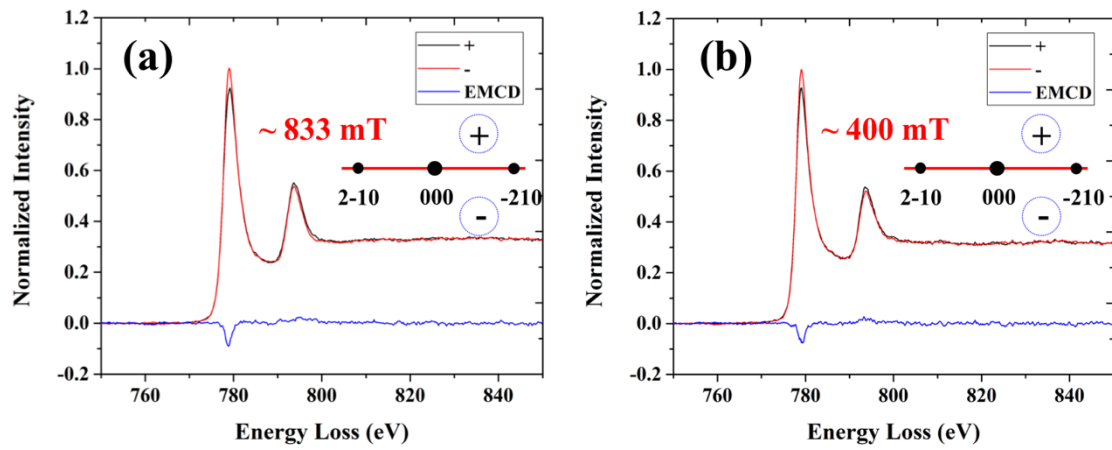 (a)
+
-
EMCD
~ 833 mT
+
2-10 000 -210
-
1.2
1.0
0.8
0.6
0.4
0.2
0.0
-0.2
Normalized Intensity
760 780 800 820 840
Energy Loss (eV)
(b)
+
-
EMCD
~ 400 mT
+
2-10 000 -210
-
1.2
1.0
0.8
0.6
0.4
0.2
0.0
-0.2
Normalized Intensity
760 780 800 820 840
Energy Loss (eV)